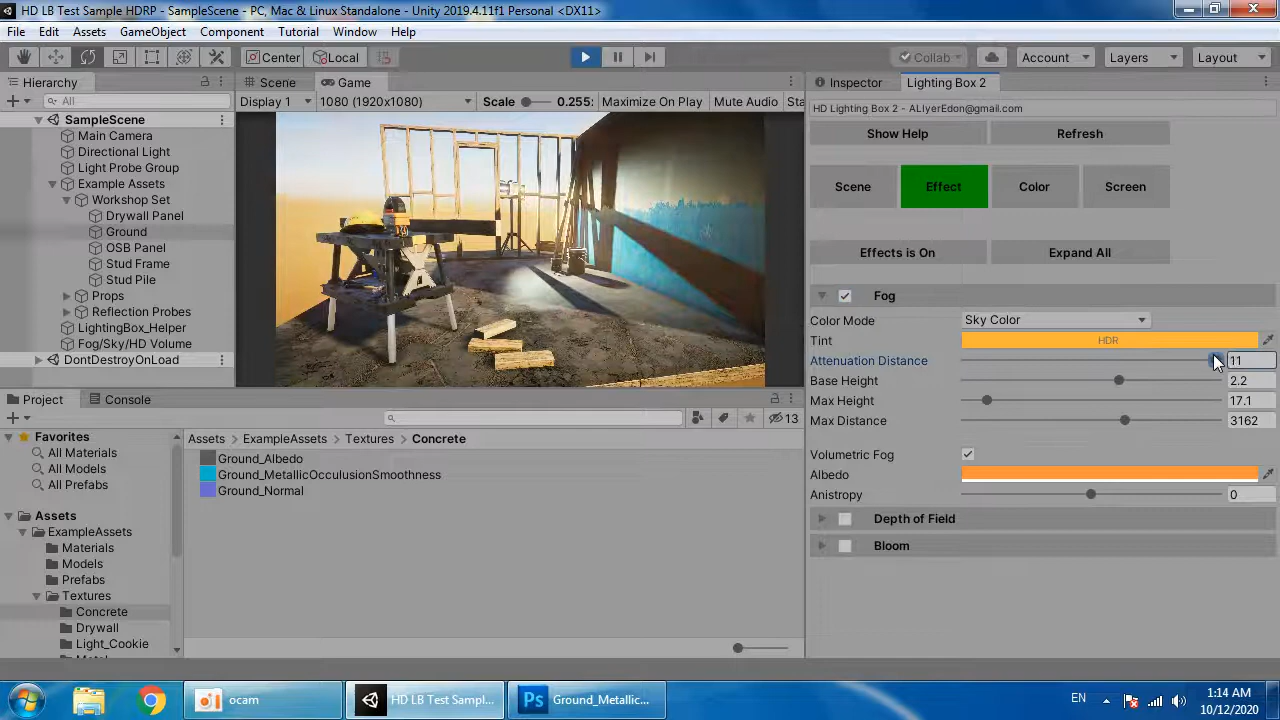 HD LB Test Sample HDRP - SampleScene - PC, Mac & Linux Standalone - Unity 2019.4.11f1 Personal <DX11>
File Edit Assets GameObject Component Tutorial Window Help
Center Local Collab Account Layers Layout
Hierarchy
All
SampleScene
Main Camera
Directional Light
Light Probe Group
Example Assets
Workshop Set
Drywall Panel
Ground
OSB Panel
Stud Frame
Stud Pile
Props
Reflection Probes
LightingBox_Helper
Fog/Sky/HD Volume
DontDestroyOnLoad
Scene Game
Display 1 1080 (1920x1080) Scale 0.255: Maximize On Play Mute Audio Sta
Inspector Lighting Box 2
HD Lighting Box 2 - ALIyerEdon@gmail.com
Show Help Refresh
Scene Effect Color Screen
Effects is On Expand All
Fog
Color Mode Sky Color
Tint HDR
Attenuation Distance 11
Base Height 2.2
Max Height 17.1
Max Distance 3162
Volumetric Fog
Albedo
Anistropy 0
Depth of Field
Bloom
Project Console
13
Favorites
All Materials
All Models
All Prefabs
Assets
ExampleAssets
Materials
Models
Prefabs
Textures
Concrete
Drywall
Light_Cookie
Assets > ExampleAssets > Textures > Concrete
Ground_Albedo
Ground_MetallicOcculusionSmoothness
Ground_Normal
ocam HD LB Test Sampl... Ground_Metallic...
EN 1:14 AM
10/12/2020